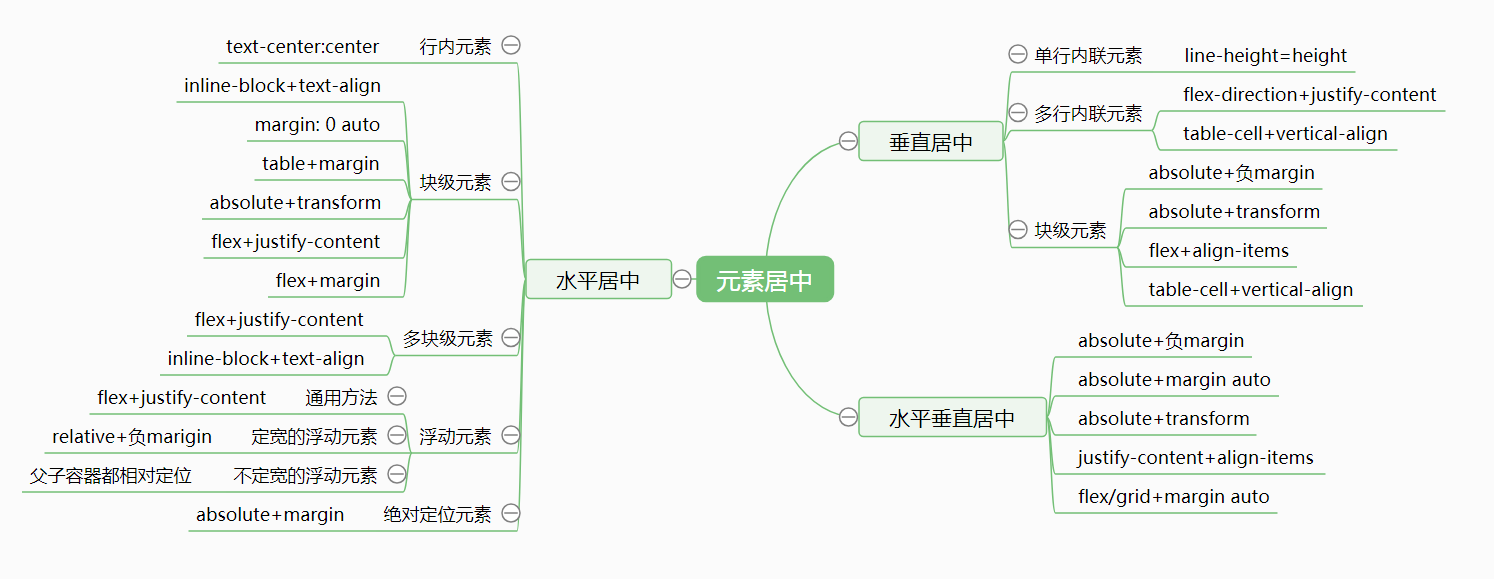 元素居中
水平居中
行内元素
text-center:center
块级元素
inline-block+text-align
margin: 0 auto
table+margin
absolute+transform
flex+justify-content
flex+margin
多块级元素
flex+justify-content
inline-block+text-align
浮动元素
通用方法
flex+justify-content
定宽的浮动元素
relative+负marigin
不定宽的浮动元素
父子容器都相对定位
绝对定位元素
absolute+margin
垂直居中
单行内联元素
line-height=height
多行内联元素
flex-direction+justify-content
table-cell+vertical-align
块级元素
absolute+负margin
absolute+transform
flex+align-items
table-cell+vertical-align
水平垂直居中
absolute+负margin
absolute+margin auto
absolute+transform
justify-content+align-items
flex/grid+margin auto